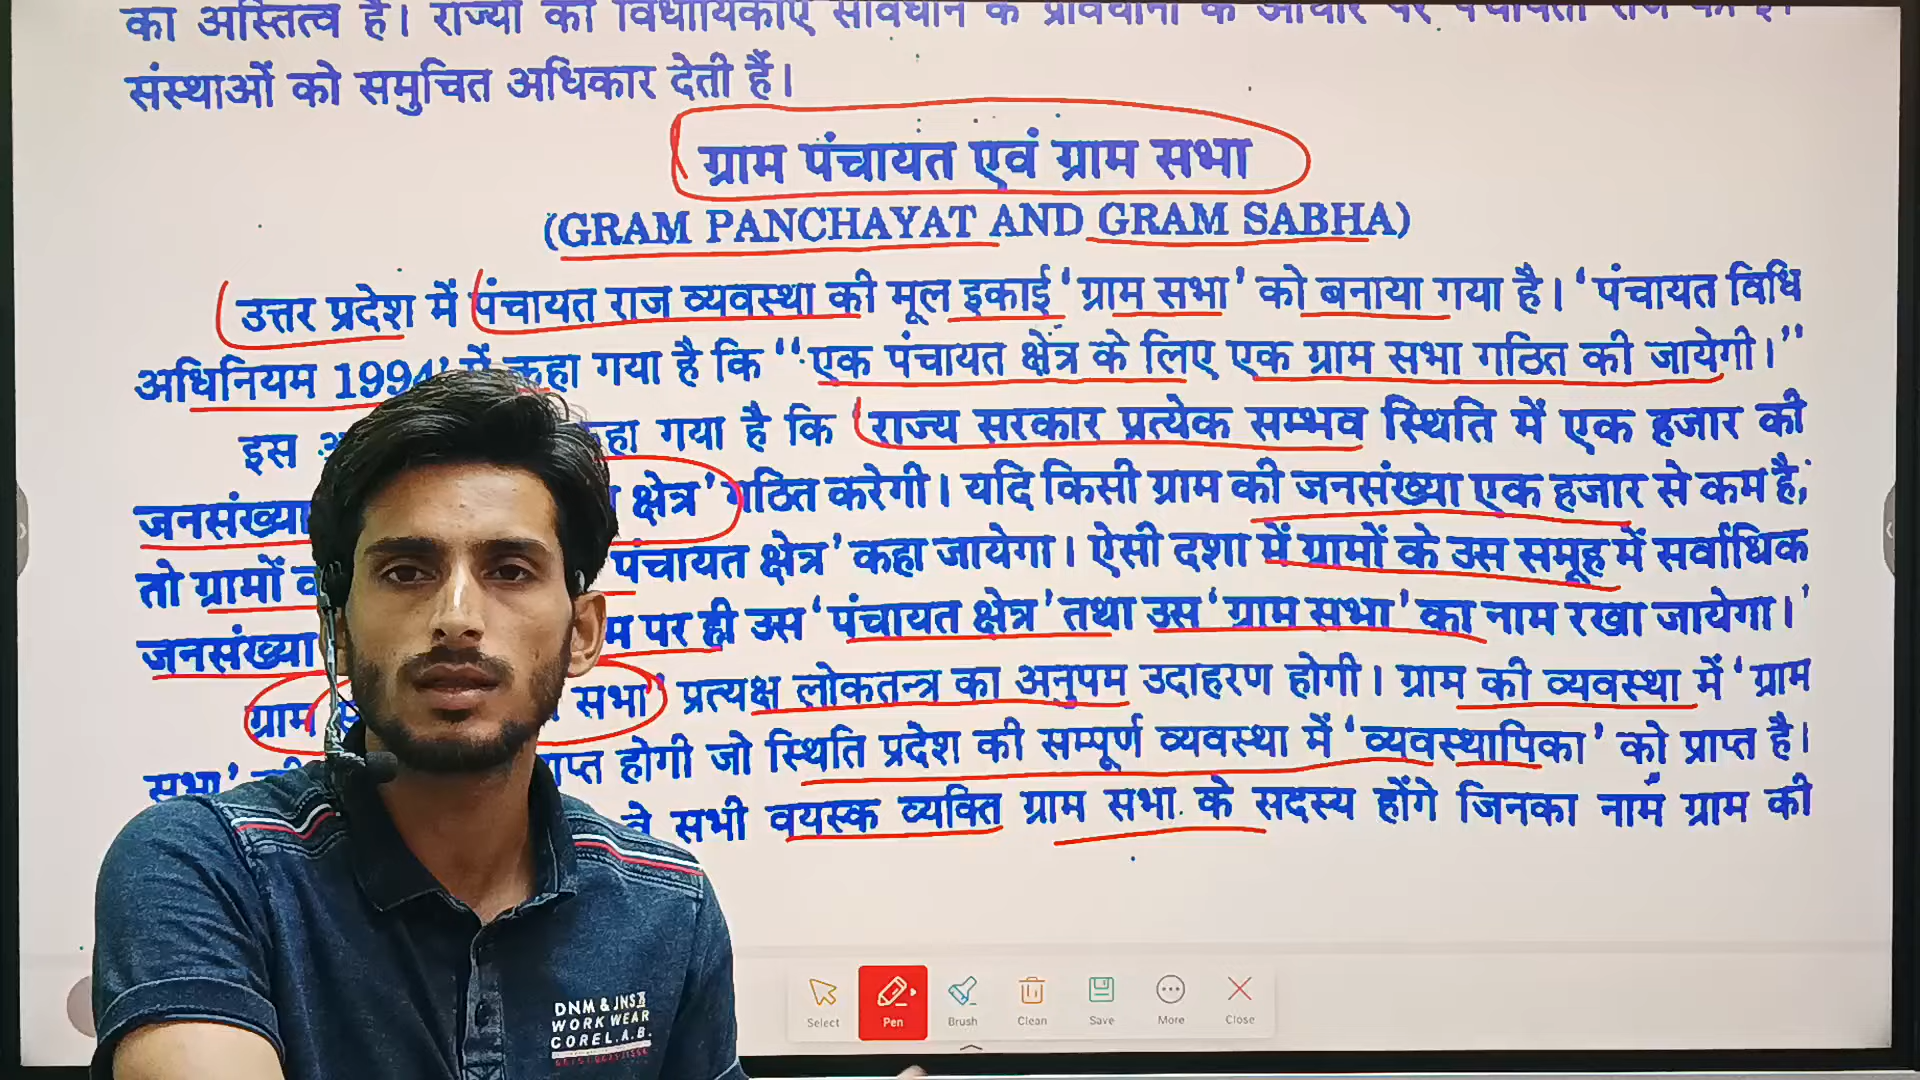 का अस्तित्व है। राज्यों की विधायिकाएँ संविधान के प्रावधानों के आधार पर पंचायती राज की
संस्थाओं को समुचित अधिकार देती हैं।
ग्राम पंचायत एवं ग्राम सभा
(GRAM PANCHAYAT AND GRAM SABHA)
उत्तर प्रदेश में पंचायत राज व्यवस्था की मूल इकाई ‘ग्राम सभा’ को बनाया गया है। ‘पंचायत विधि
अधिनियम 1994’ में कहा गया है कि “एक पंचायत क्षेत्र के लिए एक ग्राम सभा गठित की जायेगी।”
इस कहा गया है कि ‘राज्य सरकार प्रत्येक सम्भव स्थिति में एक हजार की
जनसंख्या क्षेत्र’ गठित करेगी। यदि किसी ग्राम की जनसंख्या एक हजार से कम है,
तो ग्रामों पंचायत क्षेत्र’ कहा जायेगा। ऐसी दशा में ग्रामों के उस समूह में सर्वाधिक
जनसंख्या पर ही उस ‘पंचायत क्षेत्र’ तथा उस ‘ग्राम सभा’ का नाम रखा जायेगा।’
ग्राम सभा’ प्रत्यक्ष लोकतन्त्र का अनुपम उदाहरण होगी। ग्राम की व्यवस्था में ‘ग्राम
सभा’ होगी जो स्थिति प्रदेश की सम्पूर्ण व्यवस्था में ‘व्यवस्थापिका’ को प्राप्त है।
वे सभी वयस्क व्यक्ति ग्राम सभा के सदस्य होंगे जिनका नाम ग्राम की
Select Pen Brush Clean Save More Close
DNM & JNSX
WORK WEAR
COREL.A.B.